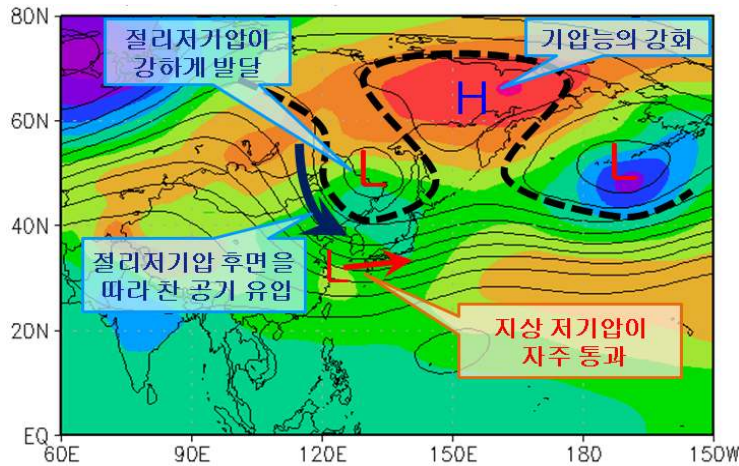 80N
60N
40N
20N
EQ
60E
90E
120E
150E
180
150W
절리저기압이
강하게 발달
기압능의 강화
H
L
L
절리저기압 후면을
따라 찬 공기 유입
L
지상 저기압이
자주 통과